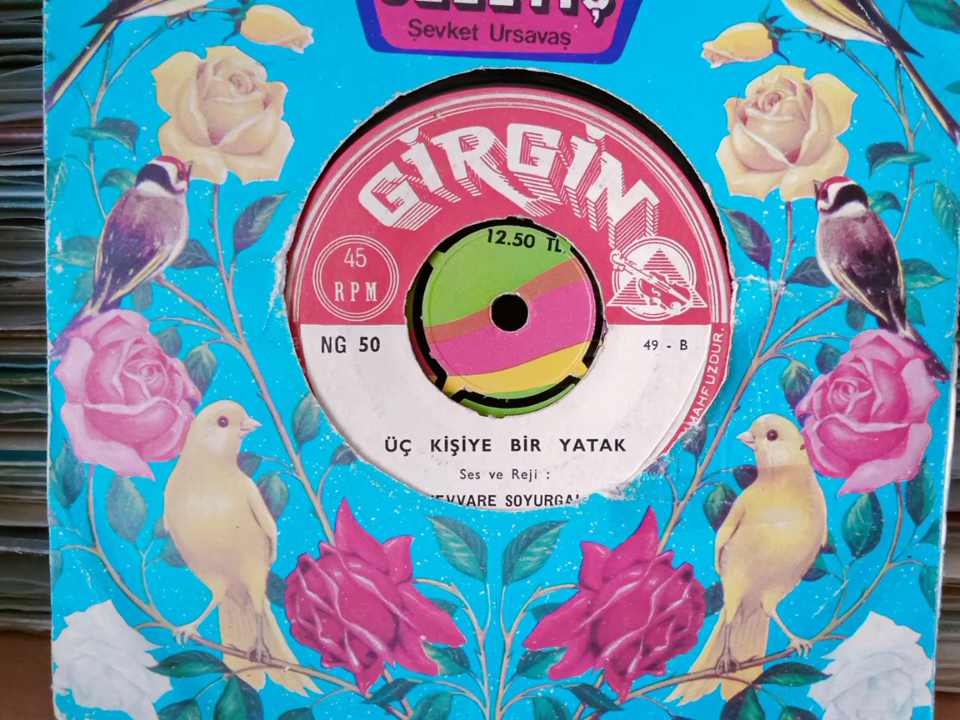 Şevket Ursavaş
GİRGİN
12.50 TL.
45
RPM
NG 50
49 - B
MAHFUZDUR.
ÜÇ KİŞİYE BİR YATAK
Ses ve Reji :